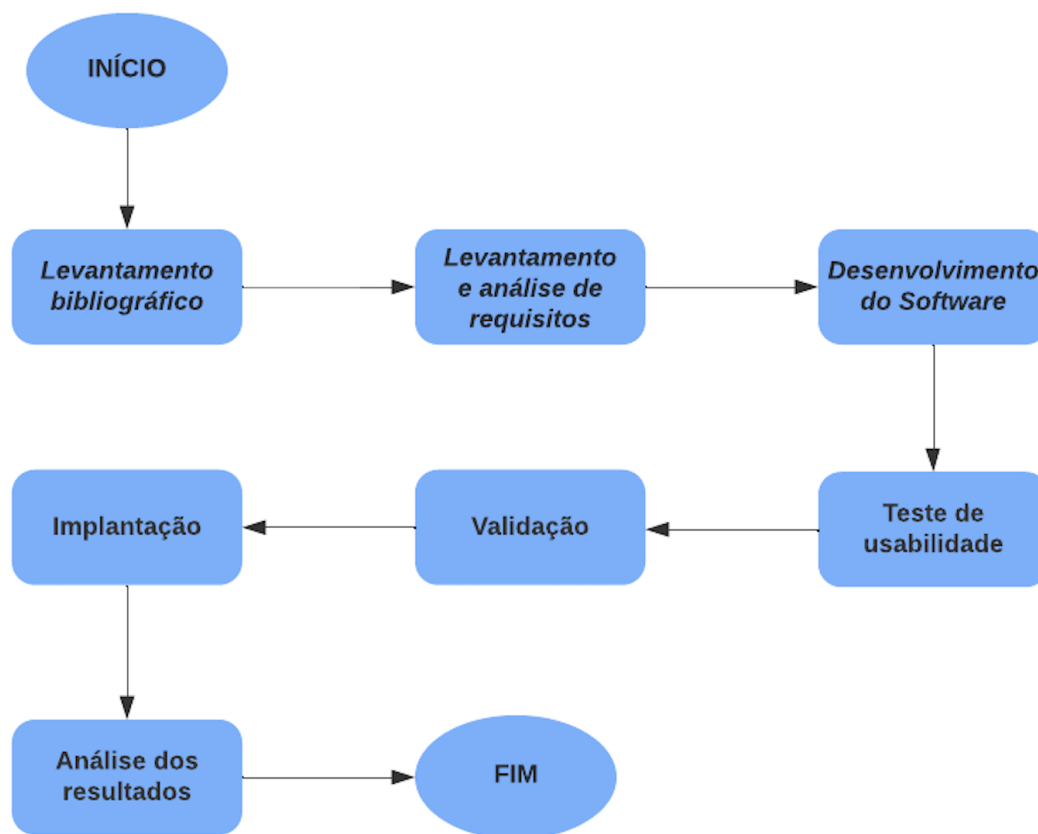 INÍCIO
Levantamento
bibliográfico
Levantamento
e análise de
requisitos
Desenvolvimento
do Software
Teste de
usabilidade
Validação
Implantação
Análise dos
resultados
FIM